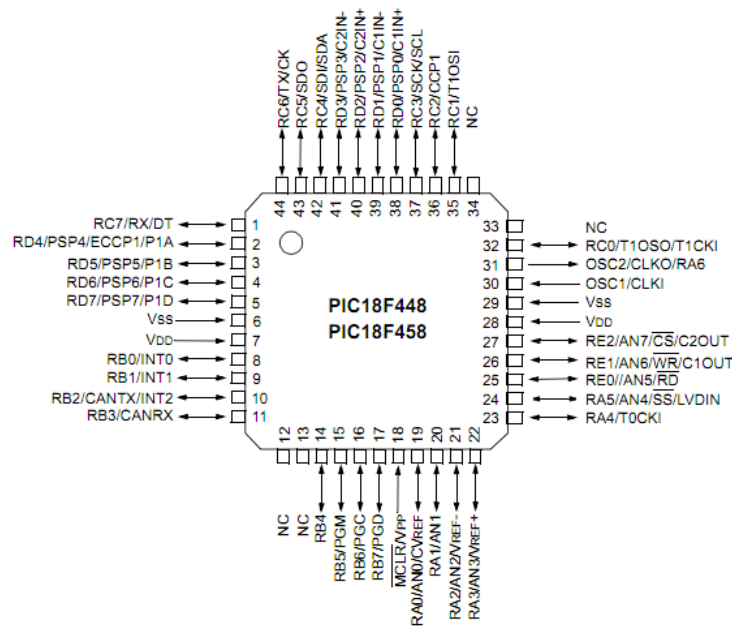 RC6/TX/CK
RC5/SDO
RC4/SDI/SDA
RD3/PSP3/C2IN-
RD2/PSP2/C2IN+
RD1/PSP1/C1IN-
RD0/PSP0/C1IN+
RC3/SCK/SCL
RC2/CCP1
RC1/T1OSI
NC
44
43
42
41
40
39
38
37
36
35
34
RC7/RX/DT 1
RD4/PSP4/ECCP1/P1A 2
RD5/PSP5/P1B 3
RD6/PSP6/P1C 4
RD7/PSP7/P1D 5
VSS 6
VDD 7
RB0/INT0 8
RB1/INT1 9
RB2/CANTX/INT2 10
RB3/CANRX 11
PIC18F448
PIC18F458
33 NC
32 RC0/T1OSO/T1CKI
31 OSC2/CLKO/RA6
30 OSC1/CLKI
29 VSS
28 VDD
27 RE2/AN7/CS/C2OUT
26 RE1/AN6/WR/C1OUT
25 RE0//AN5/RD
24 RA5/AN4/SS/LVDIN
23 RA4/T0CKI
12
13
14
15
16
17
18
19
20
21
22
NC
NC
RB4
RB5/PGM
RB6/PGC
RB7/PGD
MCLR/VPP
RA0/AN0/CVREF
RA1/AN1
RA2/AN2/VREF-
RA3/AN3/VREF+